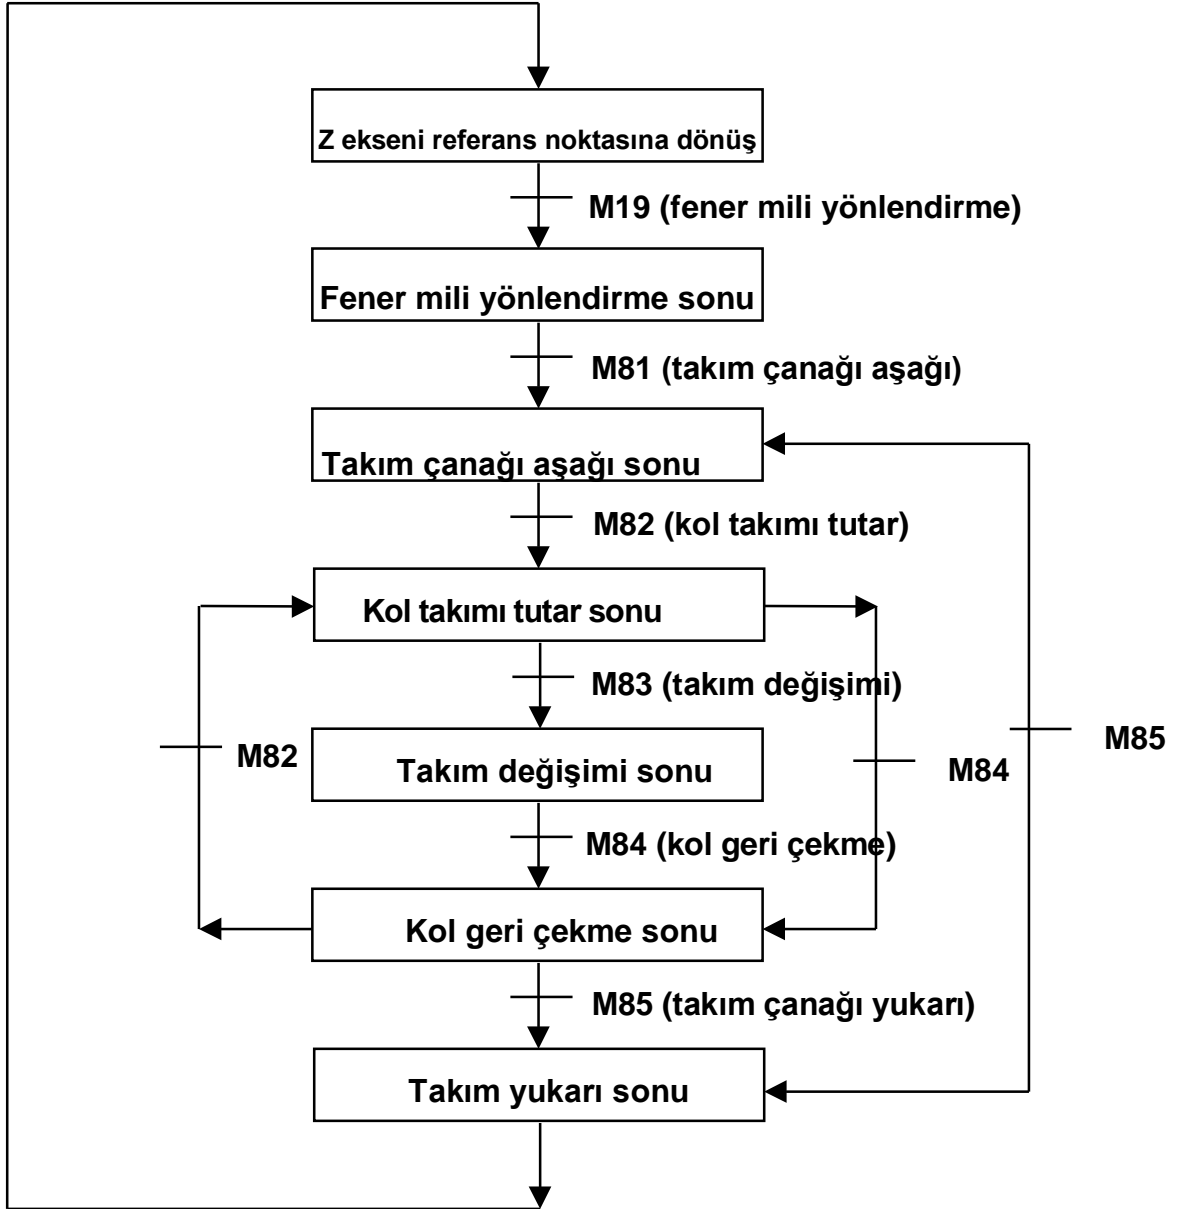 Z ekseni referans noktasına dönüş
M19 (fener mili yönlendirme)
Fener mili yönlendirme sonu
M81 (takım çanağı aşağı)
Takım çanağı aşağı sonu
M82 (kol takımı tutar)
Kol takımı tutar sonu
M83 (takım değişimi)
M82
Takım değişimi sonu
M84
M85
M84 (kol geri çekme)
Kol geri çekme sonu
M85 (takım çanağı yukarı)
Takım yukarı sonu